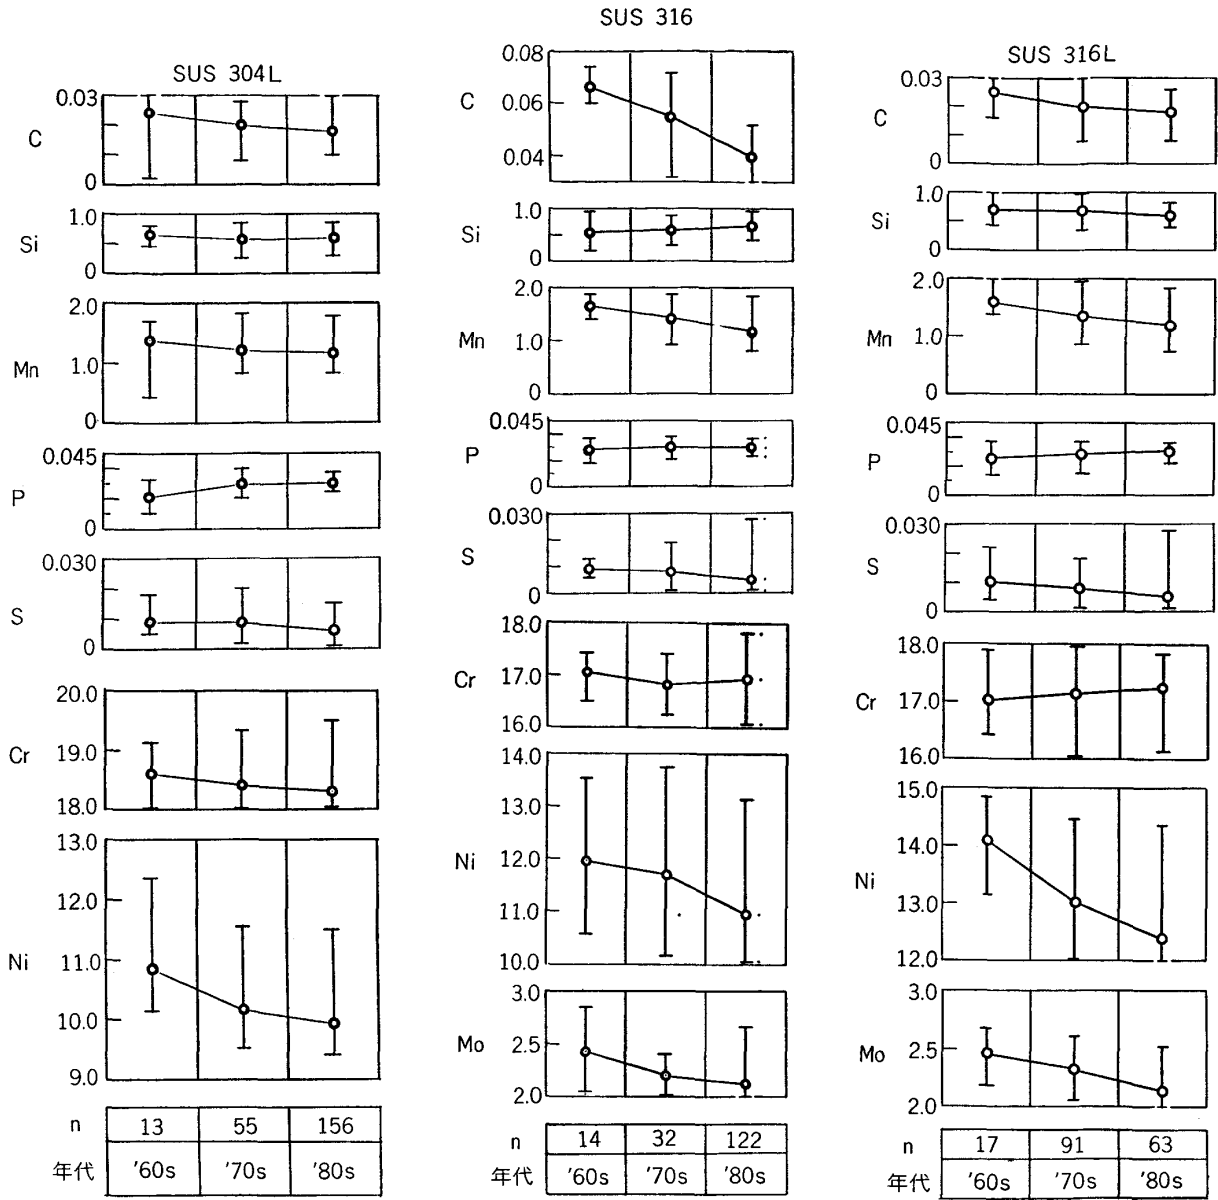 SUS 304L
0.03
C
0
1.0
Si
0
2.0
1.0
Mn
0
0.045
P
0
0.030
S
0
20.0
Cr
19.0
18.0
13.0
12.0
Ni
11.0
10.0
9.0
n 13 55 156
年代 '60s '70s '80s
SUS 316
0.08
C
0.06
0.04
1.0
Si
0
2.0
Mn
1.0
0
0.045
P
0
0.030
S
0
18.0
Cr
17.0
16.0
14.0
13.0
Ni
12.0
11.0
10.0
3.0
Mo
2.5
2.0
n 14 32 122
年代 '60s '70s '80s
SUS 316L
0.03
C
0
1.0
Si
0
2.0
Mn
1.0
0
0.045
P
0
0.030
S
0
18.0
Cr
17.0
16.0
15.0
14.0
Ni
13.0
12.0
3.0
Mo
2.5
2.0
n 17 91 63
年代 '60s '70s '80s